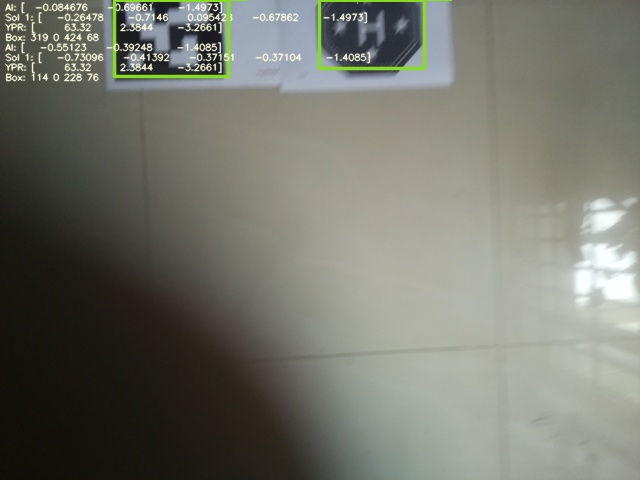 AI: [ -0.084676 -0.69661 -1.4973]
Sol 1: [ -0.26478 -0.7146 0.095423 -0.67862 -1.4973]
YPR: [ 63.32 2.3844 -3.2661]
Box: 319 0 424 68
AI: [ -0.55123 -0.39248 -1.4085]
Sol 1: [ -0.73096 -0.41392 -0.37151 -0.37104 -1.4085]
YPR: [ 63.32 2.3844 -3.2661]
Box: 114 0 228 76
H